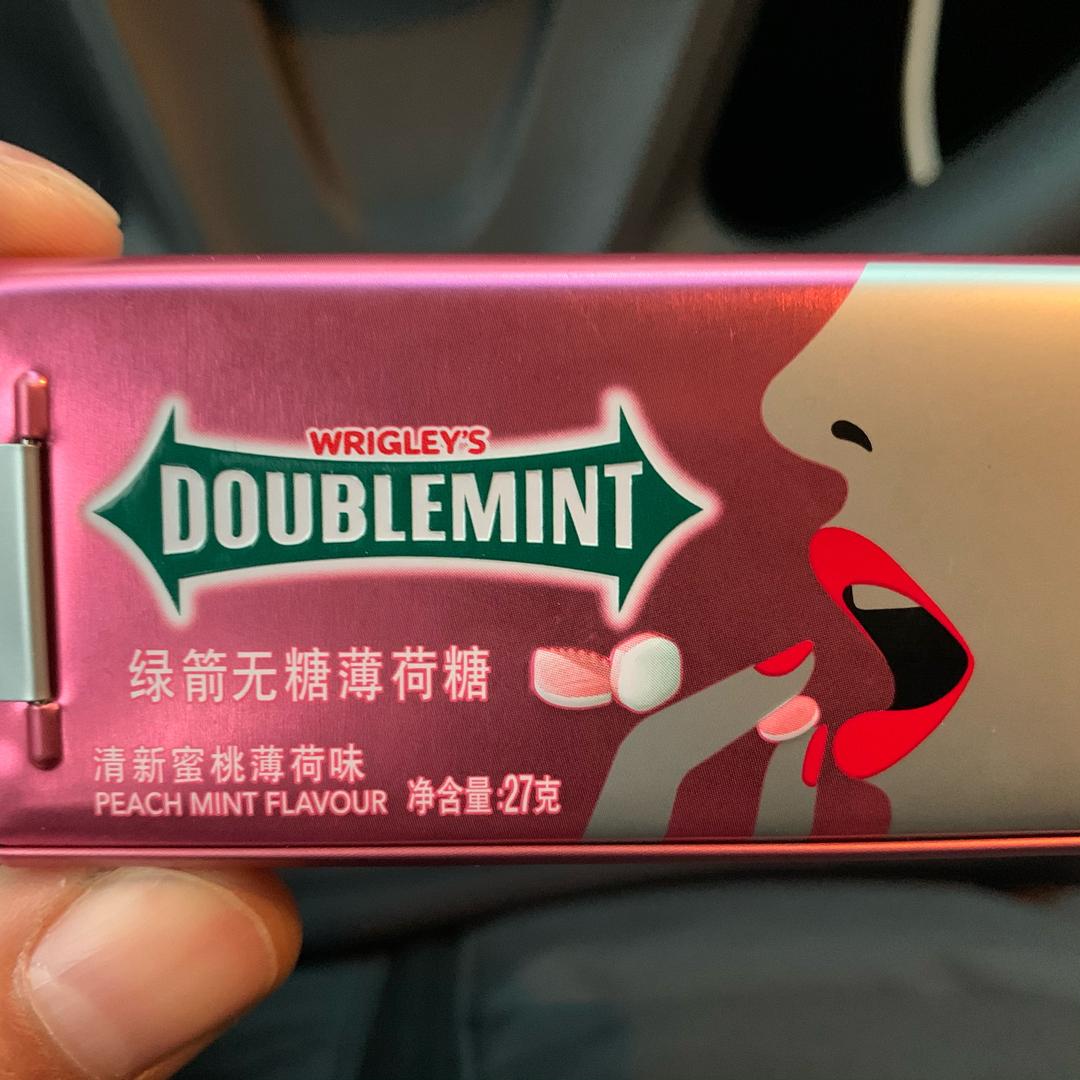 WRIGLEY'S
DOUBLEMINT
绿箭无糖薄荷糖
清新蜜桃薄荷味
PEACH MINT FLAVOUR
净含量:27克